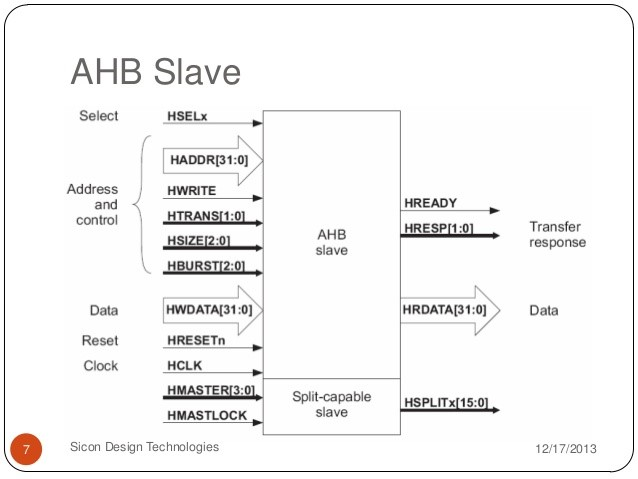 AHB Slave
Select
HSELx
HADDR[31:0]
Address
and
control
HWRITE
HTRANS[1:0]
HSIZE[2:0]
HBURST[2:0]
Data
HWDATA[31:0]
Reset
HRESETn
Clock
HCLK
HMASTER[3:0]
HMASTLOCK
AHB
slave
Split-capable
slave
HREADY
HRESP[1:0]
Transfer
response
HRDATA[31:0]
Data
HSPLITx[15:0]
7
Sicon Design Technologies
12/17/2013